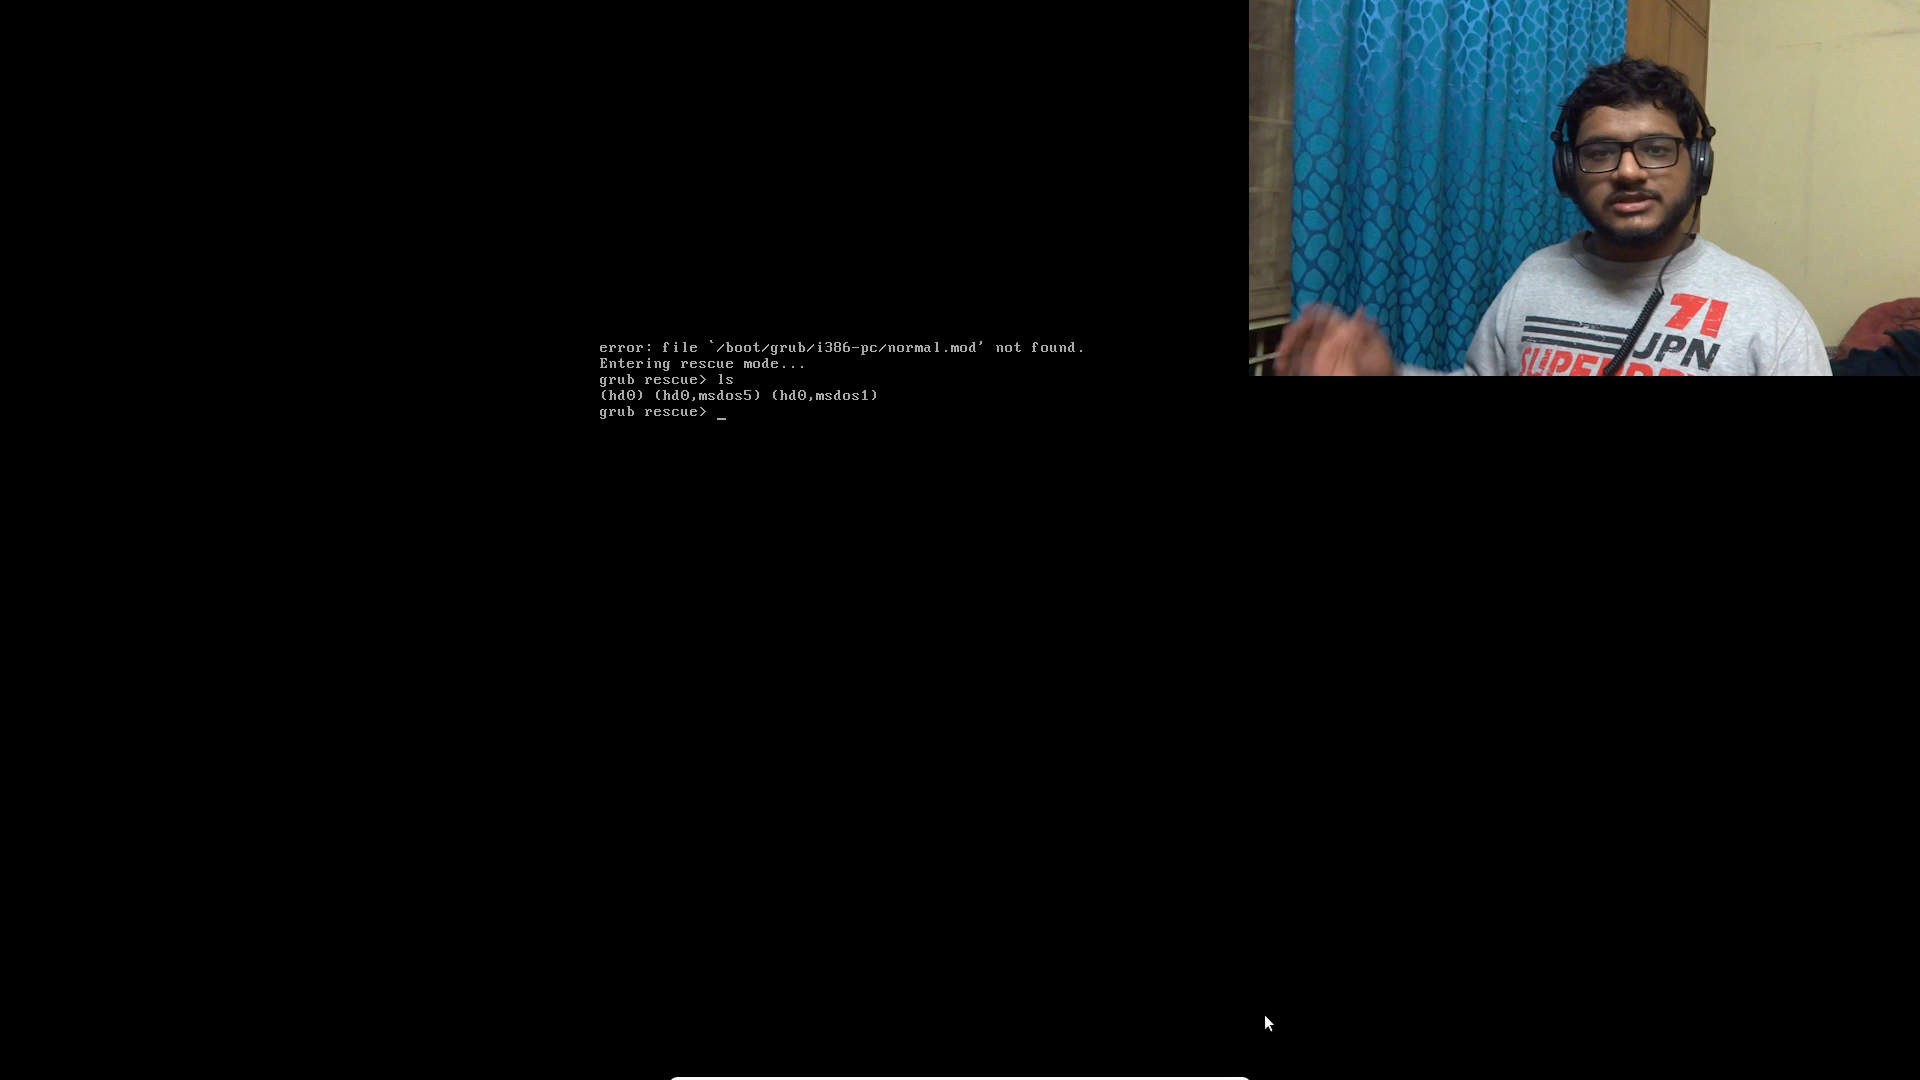 error: file `/boot/grub/i386-pc/normal.mod' not found.
Entering rescue mode...
grub rescue> ls
(hd0) (hd0,msdos5) (hd0,msdos1)
grub rescue> _
71
JPN